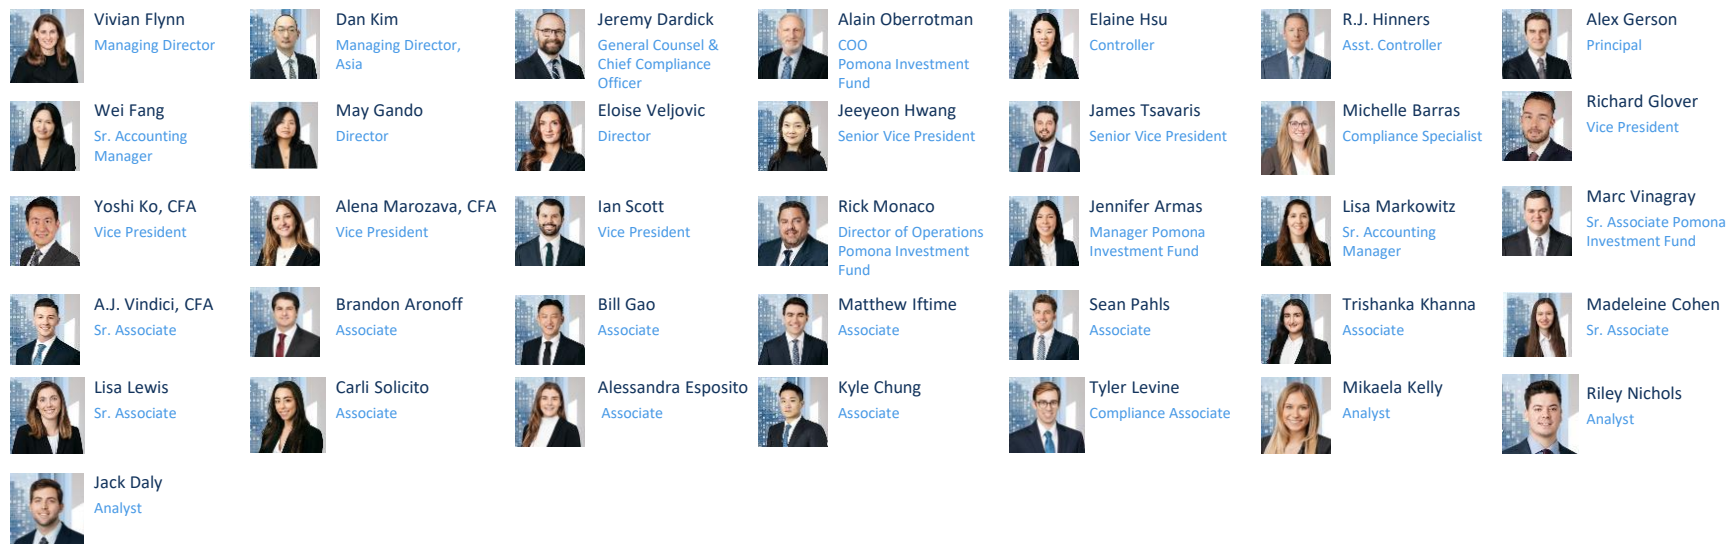 Vivian Flynn
Managing Director
Dan Kim
Managing Director,
Asia
Jeremy Dardick
General Counsel &
Chief Compliance
Officer
Alain Oberrotman
COO
Pomona Investment
Fund
Elaine Hsu
Controller
R.J. Hinners
Asst. Controller
Alex Gerson
Principal
Wei Fang
Sr. Accounting
Manager
May Gando
Director
Eloise Veljovic
Director
Jeeyeon Hwang
Senior Vice President
James Tsavaris
Senior Vice President
Michelle Barras
Compliance Specialist
Richard Glover
Vice President
Yoshi Ko, CFA
Vice President
Alena Marozava, CFA
Vice President
Ian Scott
Vice President
Rick Monaco
Director of Operations
Pomona Investment
Fund
Jennifer Armas
Manager Pomona
Investment Fund
Lisa Markowitz
Sr. Accounting
Manager
Marc Vinagray
Sr. Associate Pomona
Investment Fund
A.J. Vindici, CFA
Sr. Associate
Brandon Aronoff
Associate
Bill Gao
Associate
Matthew Iftime
Associate
Sean Pahls
Associate
Trishanka Khanna
Associate
Madeleine Cohen
Sr. Associate
Lisa Lewis
Sr. Associate
Carli Solicito
Associate
Alessandra Esposito
Associate
Kyle Chung
Associate
Tyler Levine
Compliance Associate
Mikaela Kelly
Analyst
Riley Nichols
Analyst
Jack Daly
Analyst